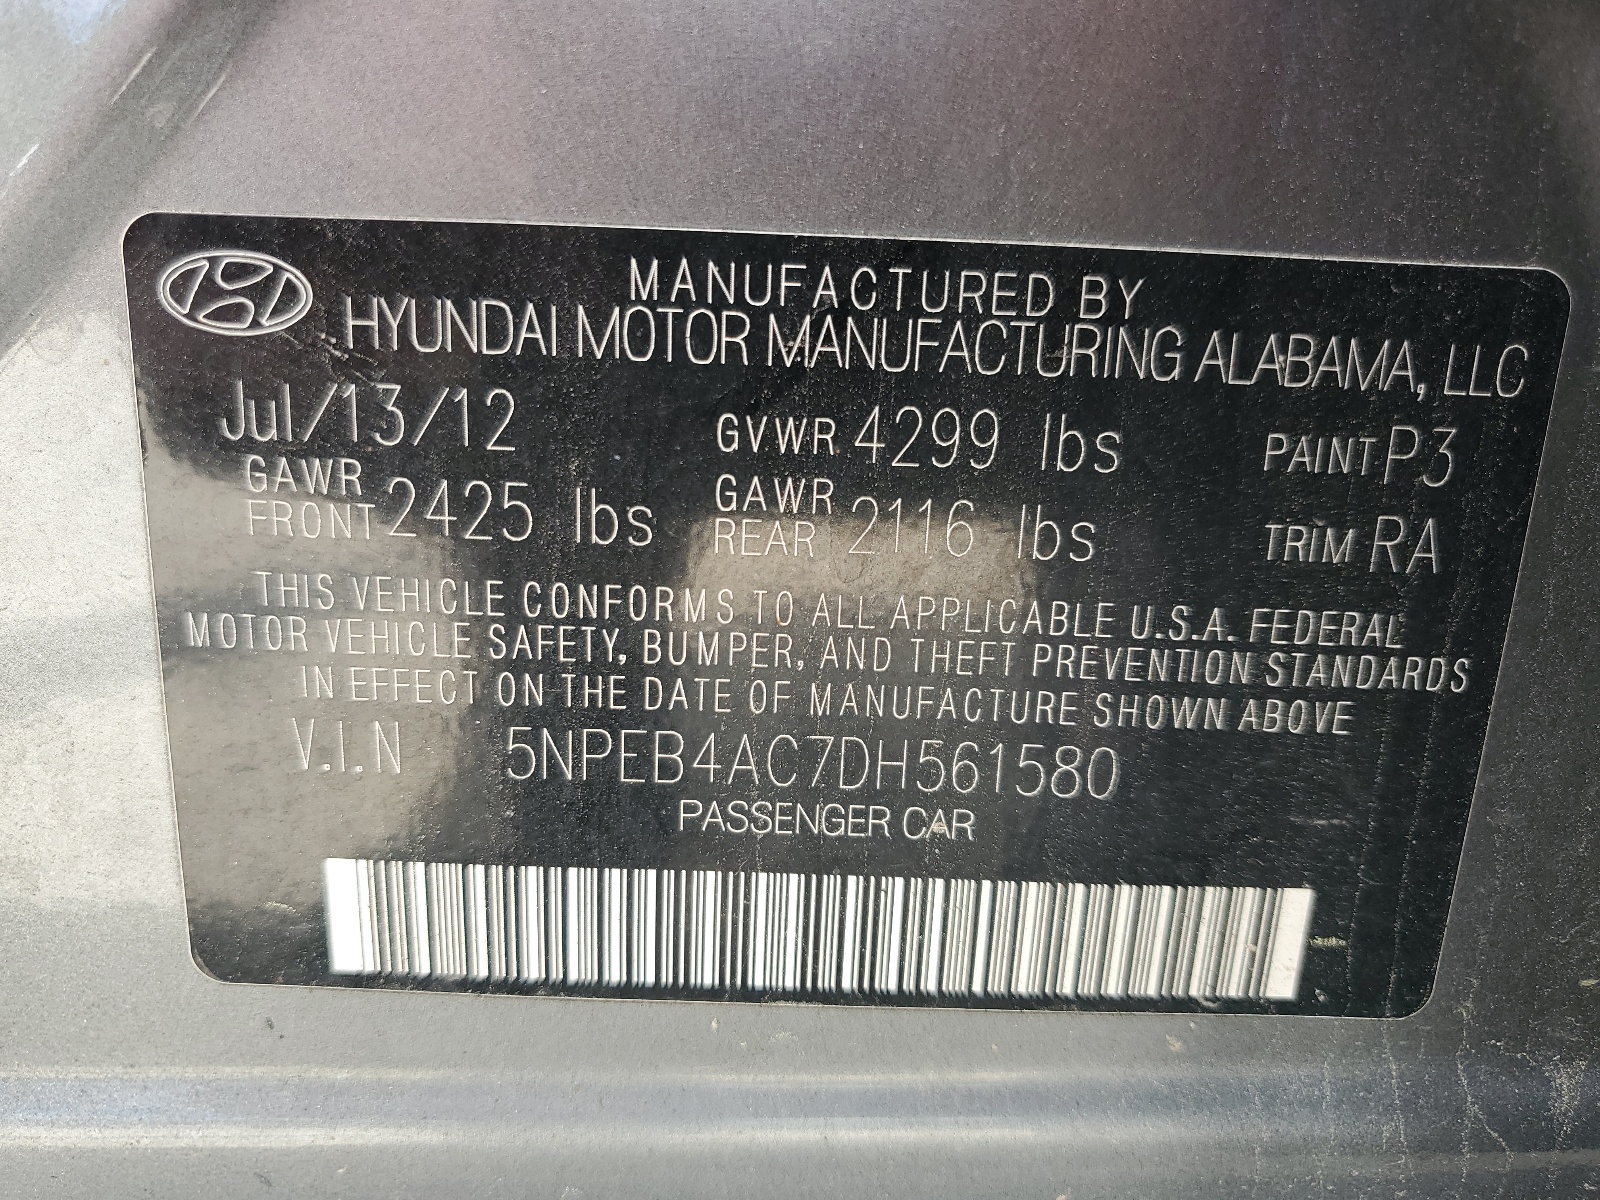 MANUFACTURED BY
HYUNDAI MOTOR MANUFACTURING ALABAMA, LLC
Jul/13/12 GVWR 4299 lbs PAINT P3
GAWR FRONT 2425 lbs GAWR REAR 2116 lbs TRIM RA
THIS VEHICLE CONFORMS TO ALL APPLICABLE U.S.A. FEDERAL
MOTOR VEHICLE SAFETY, BUMPER, AND THEFT PREVENTION STANDARDS
IN EFFECT ON THE DATE OF MANUFACTURE SHOWN ABOVE
V.I.N 5NPEB4AC7DH561580
PASSENGER CAR